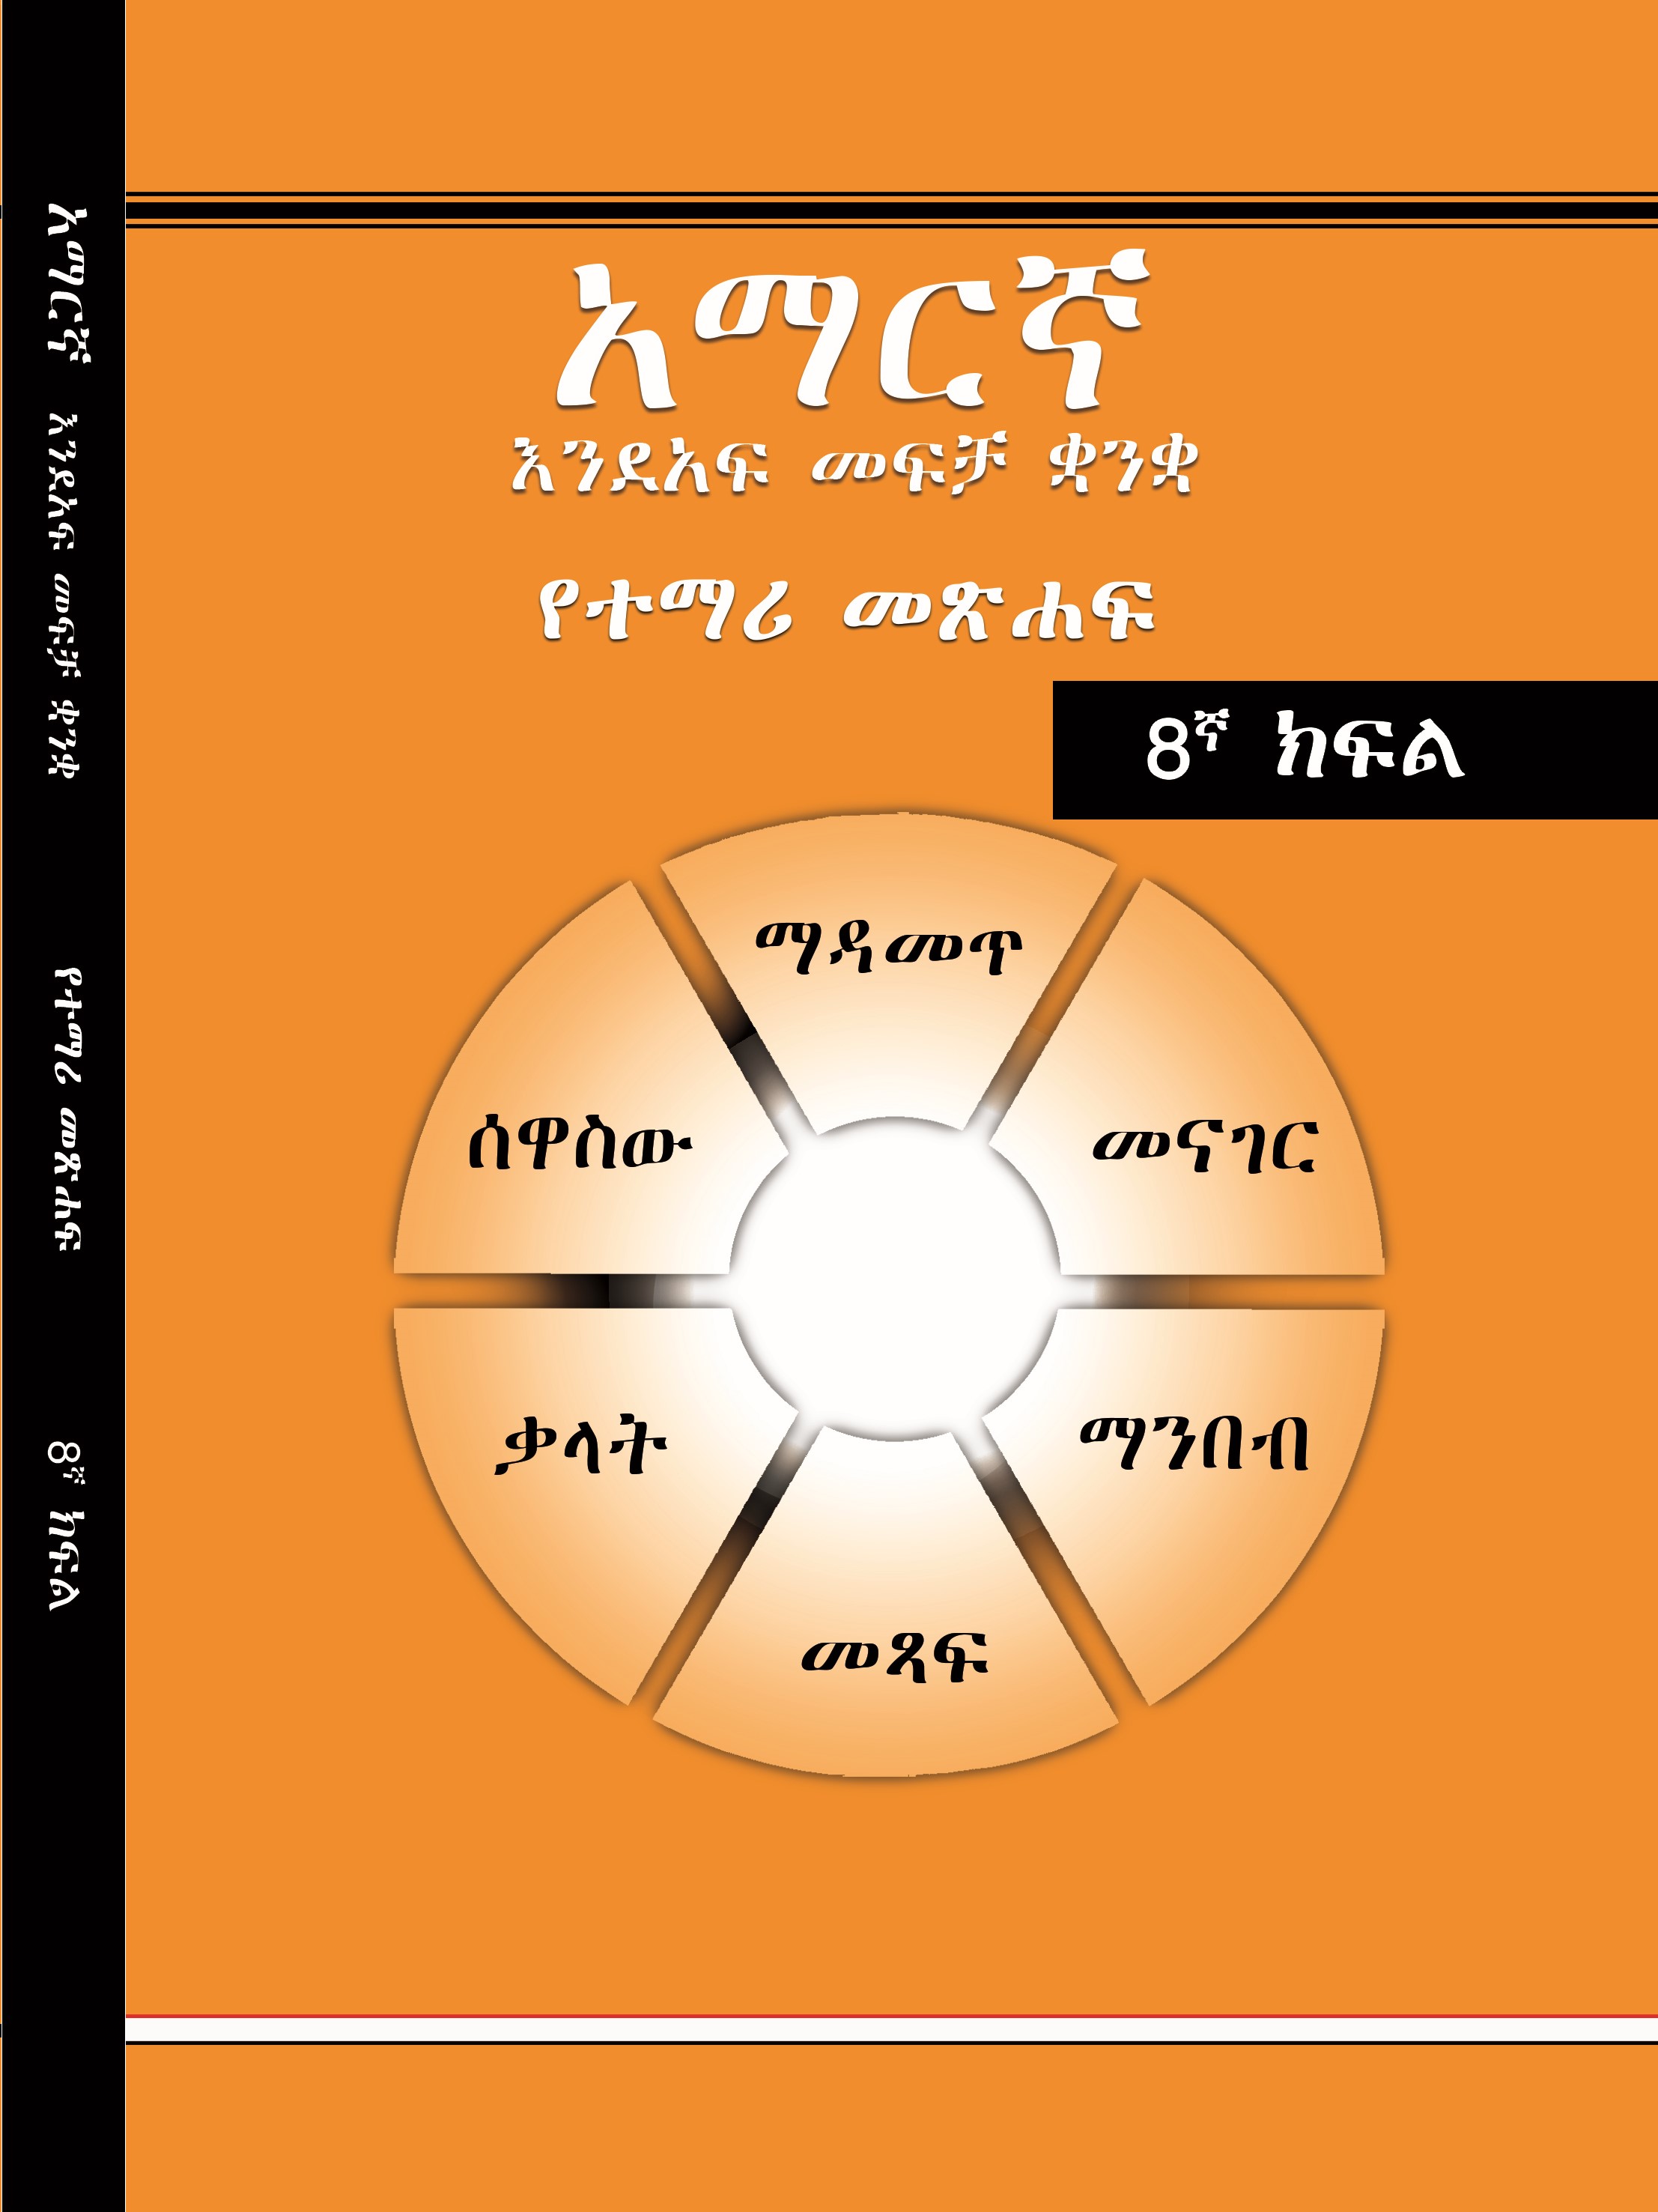 አማርኛ
እንደአፍ መፍቻ ቋንቋ
የተማሪ መጽሐፍ
8ኛ ክፍል
ማዳመጥ
መናገር
ሰዋስው
ቃላት
ማንበብ
መጻፍ
አማርኛ እንደአፍ መፍቻ ቋንቋ የተማሪ መጽሐፍ 8ኛ ክፍል